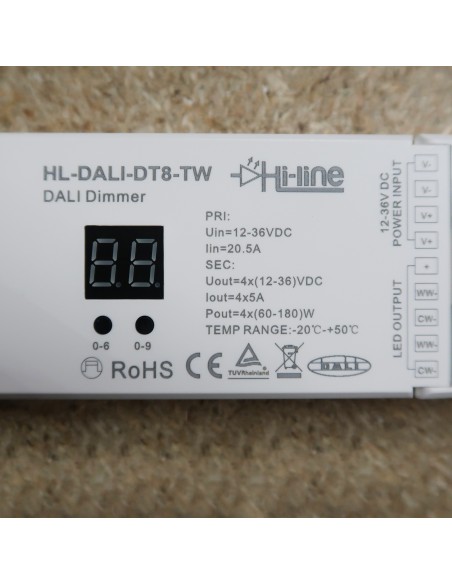 HL-DALI-DT8-TW
Hi-line
DALI Dimmer
PRI:
Uin=12-36VDC
Iin=20.5A
SEC:
Uout=4x(12-36)VDC
Iout=4x5A
Pout=4x(60-180)W
TEMP RANGE:-20℃-+50℃
88
0-6 0-9
RoHS CE TUVRheinland DALI
12-36V DC
POWER INPUT
V-
V-
V+
V+
LED OUTPUT
+
WW-
CW-
WW-
CW-